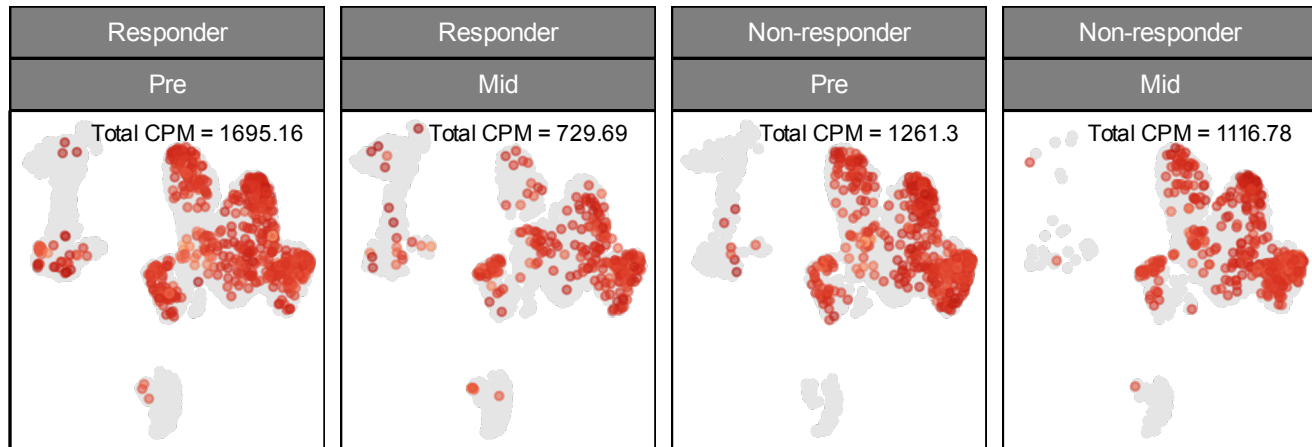 Responder
Pre
Total CPM = 1695.16
Responder
Mid
Total CPM = 729.69
Non-responder
Pre
Total CPM = 1261.3
Non-responder
Mid
Total CPM = 1116.78